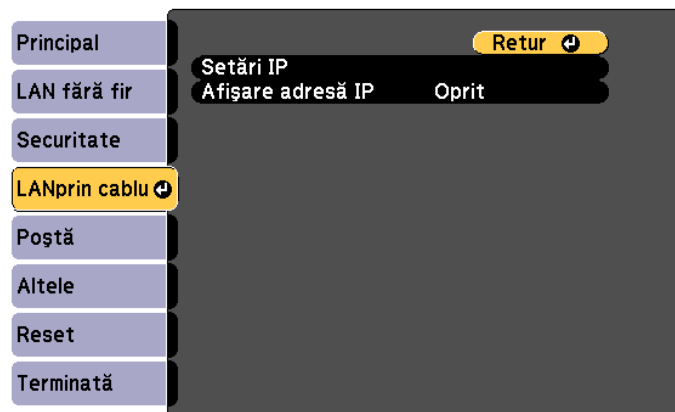 Principal
LAN fără fir
Securitate
LANprin cablu
Poştă
Altele
Reset
Terminată
Retur
Setări IP
Afişare adresă IP Oprit